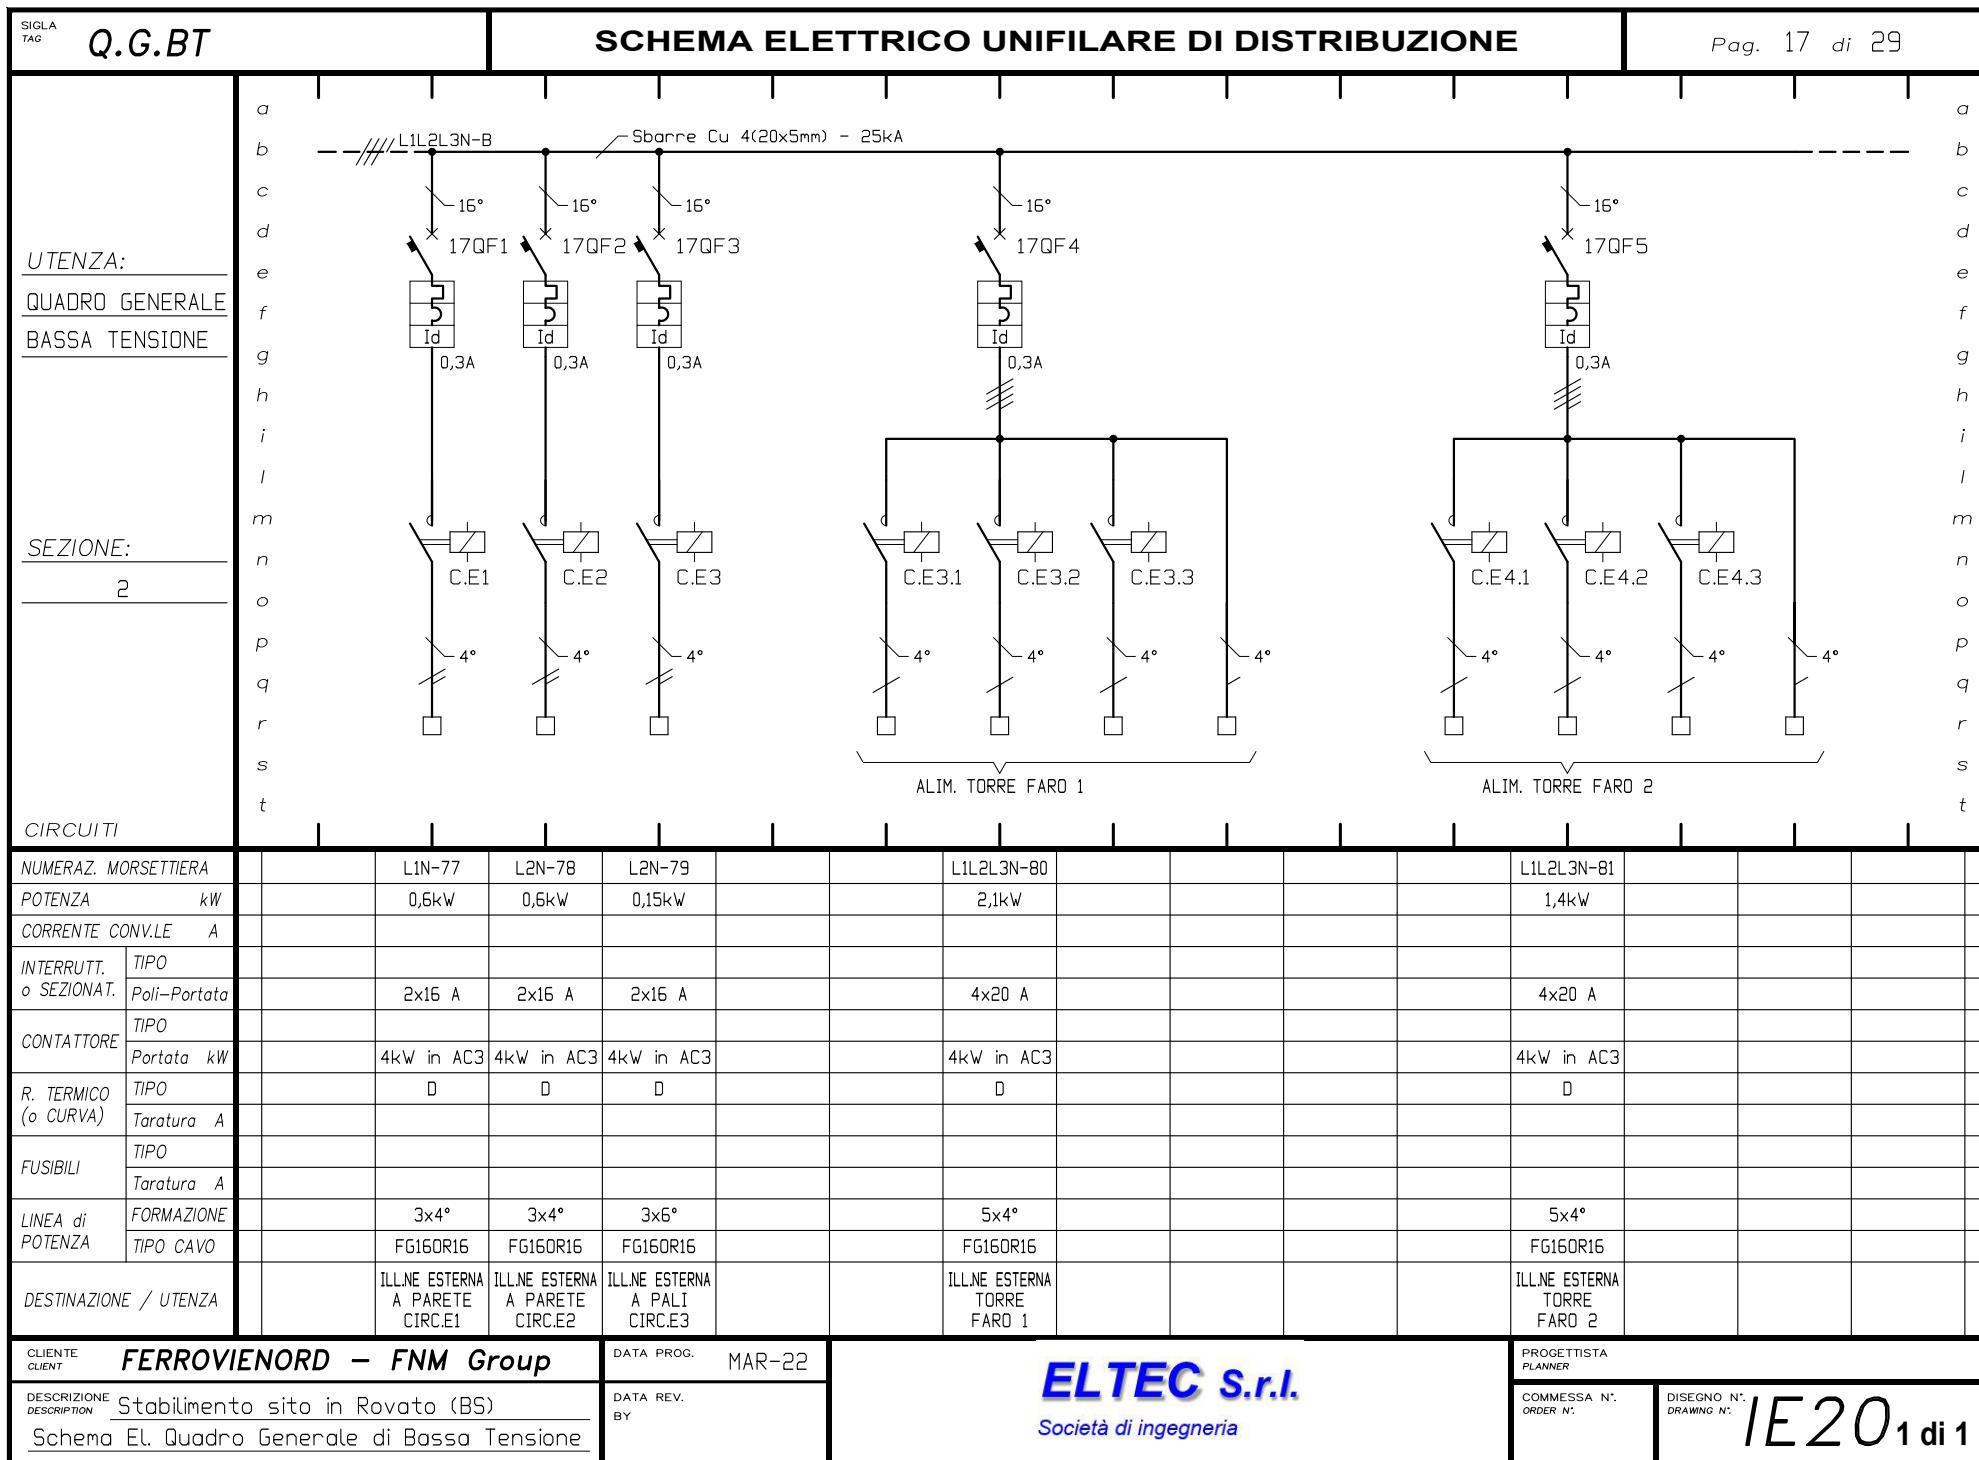 SIGLA
TAG
Q.G.BT
SCHEMA ELETTRICO UNIFILARE DI DISTRIBUZIONE
Pag. 17 di 29
UTENZA:
QUADRO GENERALE
BASSA TENSIONE
SEZIONE:
2
CIRCUITI
a a
b b
c c
d d
e e
f f
g g
h h
i i
l l
m m
n n
o o
p p
q q
r r
s s
t t
L1L2L3N-B
Sbarre Cu 4(20x5mm) - 25kA
16° 16° 16° 16° 16°
17QF1 17QF2 17QF3 17QF4 17QF5
Id Id Id Id Id
0,3A 0,3A 0,3A 0,3A 0,3A
C.E1 C.E2 C.E3 C.E3.1 C.E3.2 C.E3.3 C.E4.1 C.E4.2 C.E4.3
4° 4° 4° 4° 4° 4° 4° 4° 4° 4° 4°
ALIM. TORRE FARO 1 ALIM. TORRE FARO 2
NUMERAZ. MORSETTIERA L1N-77 L2N-78 L2N-79 L1L2L3N-80 L1L2L3N-81
POTENZA kW 0,6kW 0,6kW 0,15kW 2,1kW 1,4kW
CORRENTE CONV.LE A
INTERRUTT.
o SEZIONAT.
TIPO
Poli-Portata 2x16 A 2x16 A 2x16 A 4x20 A 4x20 A
CONTATTORE
TIPO
Portata kW 4kW in AC3 4kW in AC3 4kW in AC3 4kW in AC3 4kW in AC3
R. TERMICO
(o CURVA)
TIPO D D D D D
Taratura A
FUSIBILI
TIPO
Taratura A
LINEA di
POTENZA
FORMAZIONE 3x4° 3x4° 3x6° 5x4° 5x4°
TIPO CAVO FG16OR16 FG16OR16 FG16OR16 FG16OR16 FG16OR16
DESTINAZIONE / UTENZA
ILL.NE ESTERNA
A PARETE
CIRC.E1
ILL.NE ESTERNA
A PARETE
CIRC.E2
ILL.NE ESTERNA
A PALI
CIRC.E3
ILL.NE ESTERNA
TORRE
FARO 1
ILL.NE ESTERNA
TORRE
FARO 2
CLIENTE
CLIENT
FERROVIENORD - FNM Group
DESCRIZIONE
DESCRIPTION
Stabilimento sito in Rovato (BS)
Schema El. Quadro Generale di Bassa Tensione
DATA PROG. MAR-22
DATA REV.
BY
ELTEC S.r.l.
Società di ingegneria
PROGETTISTA
PLANNER
COMMESSA N°.
ORDER N°.
DISEGNO N°.
DRAWING N°.
IE20 1 di 1